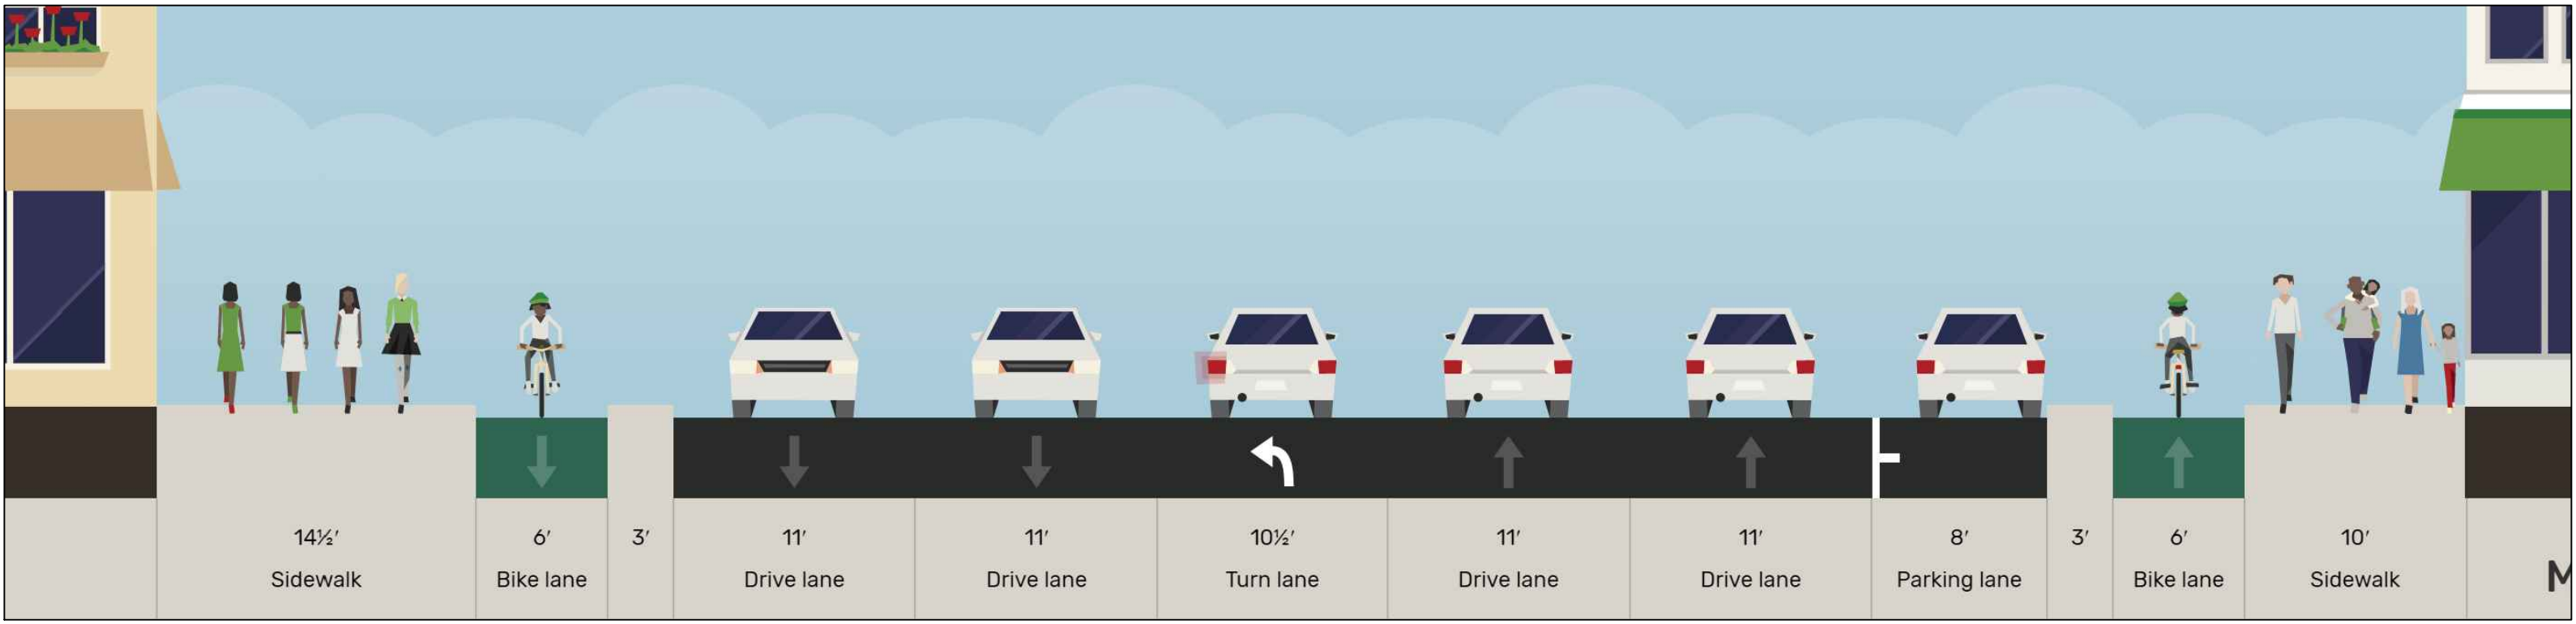 14½′ 6′ 3′ 11′ 11′ 10½′ 11′ 11′ 8′ 3′ 6′ 10′
Sidewalk Bike lane Drive lane Drive lane Turn lane Drive lane Drive lane Parking lane Bike lane Sidewalk
M